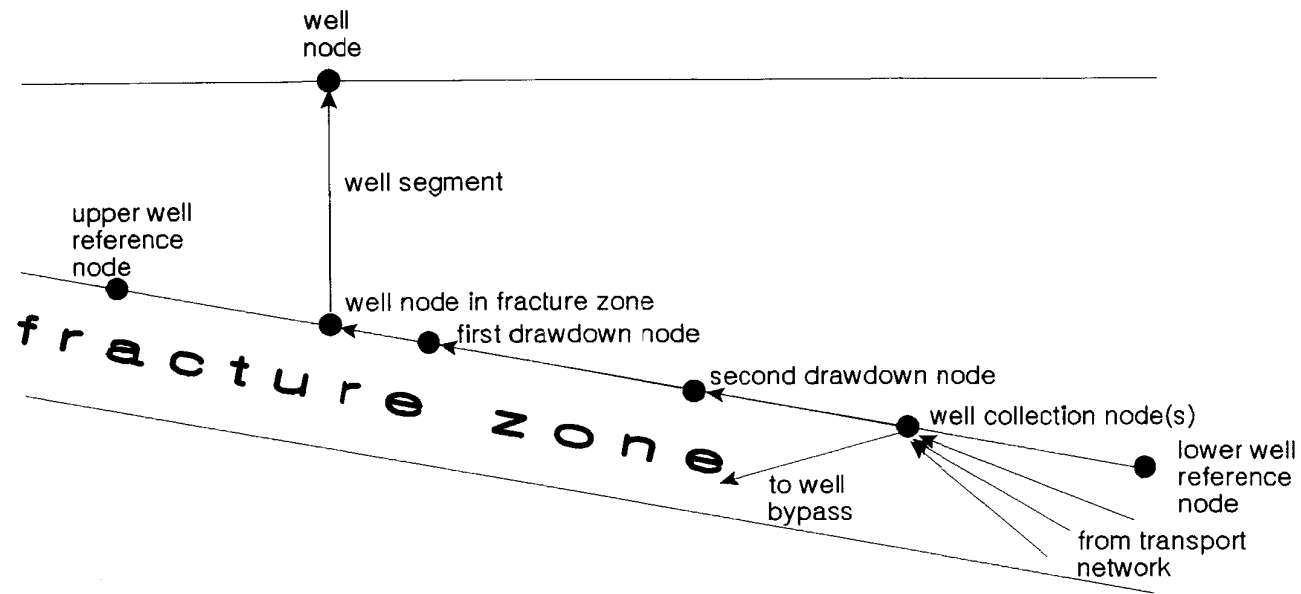 well
node
well segment
upper well
reference
node
well node in fracture zone
first drawdown node
second drawdown node
well collection node(s)
lower well
reference
node
fracture zone
to well
bypass
from transport
network